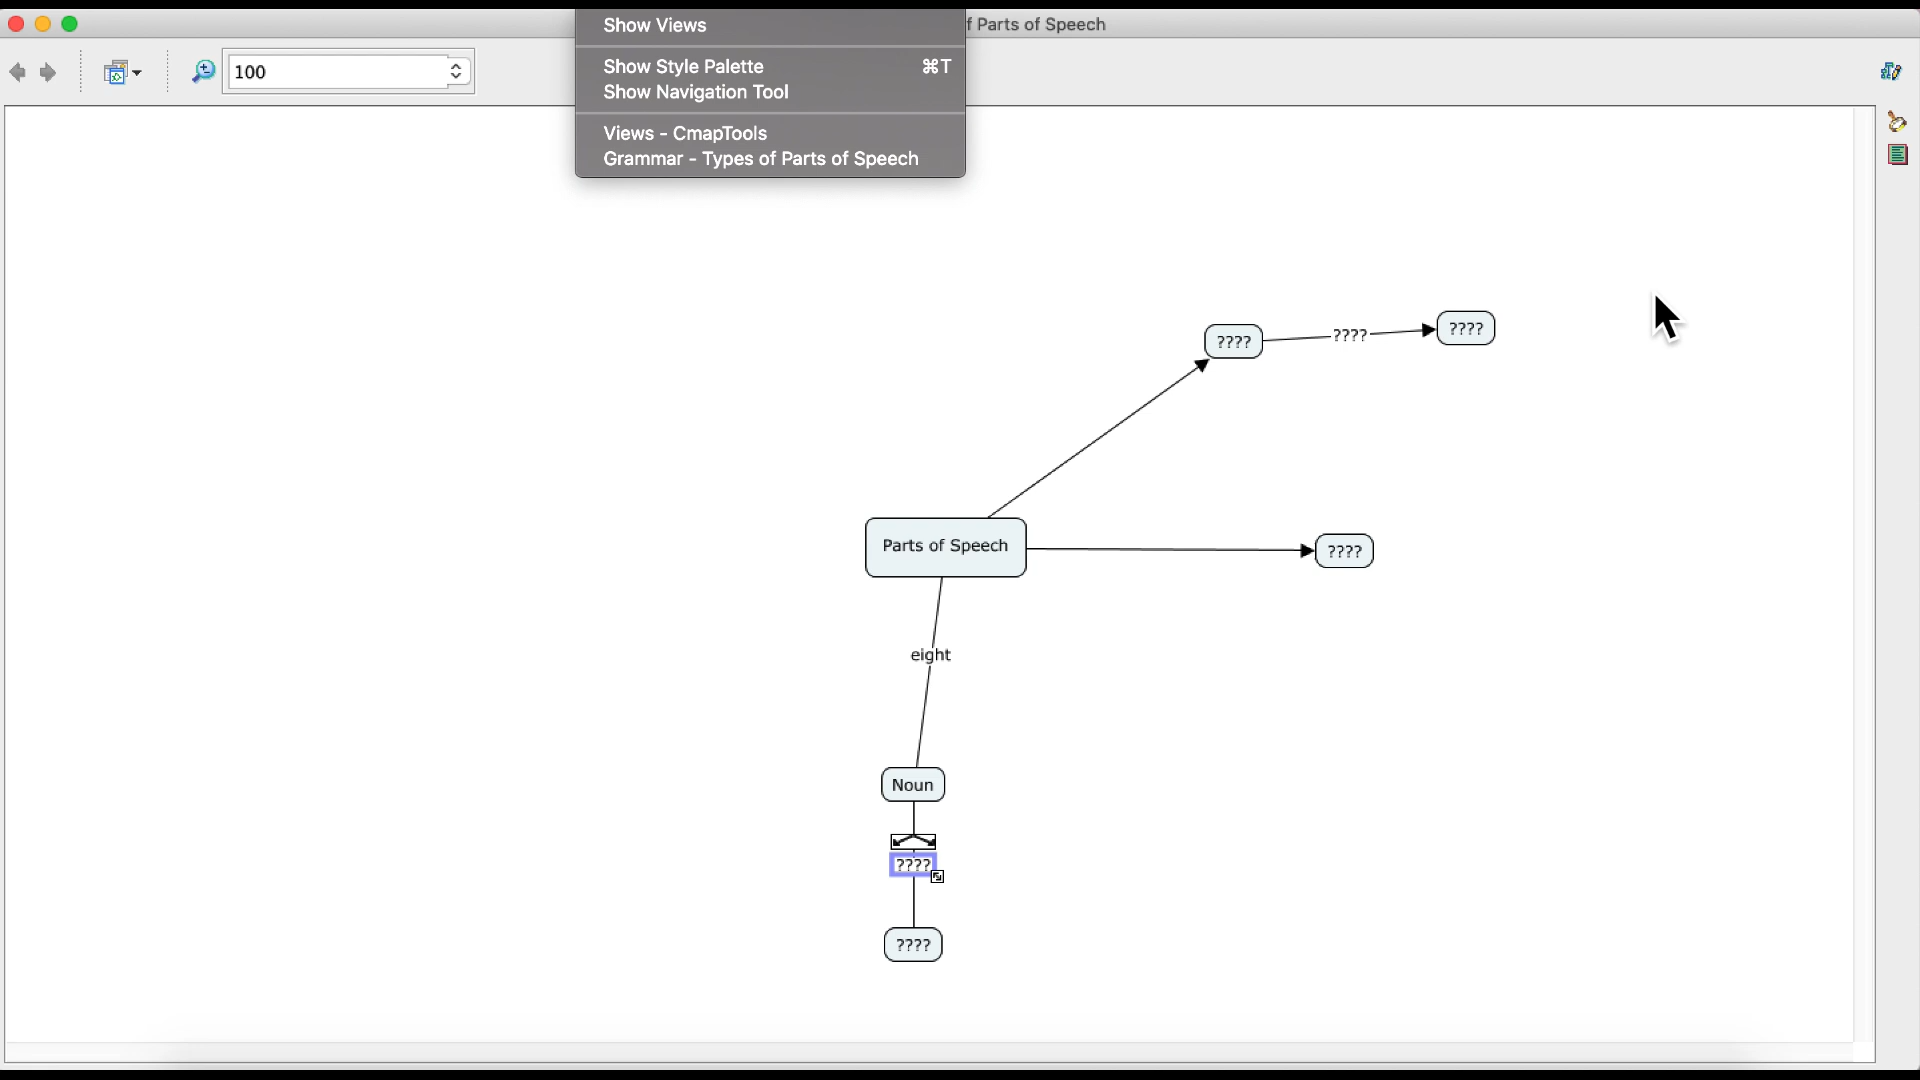 Show Views
f Parts of Speech
100
Show Style Palette ⌘T
Show Navigation Tool
Views - CmapTools
Grammar - Types of Parts of Speech
????
????
????
Parts of Speech
????
eight
Noun
????
????